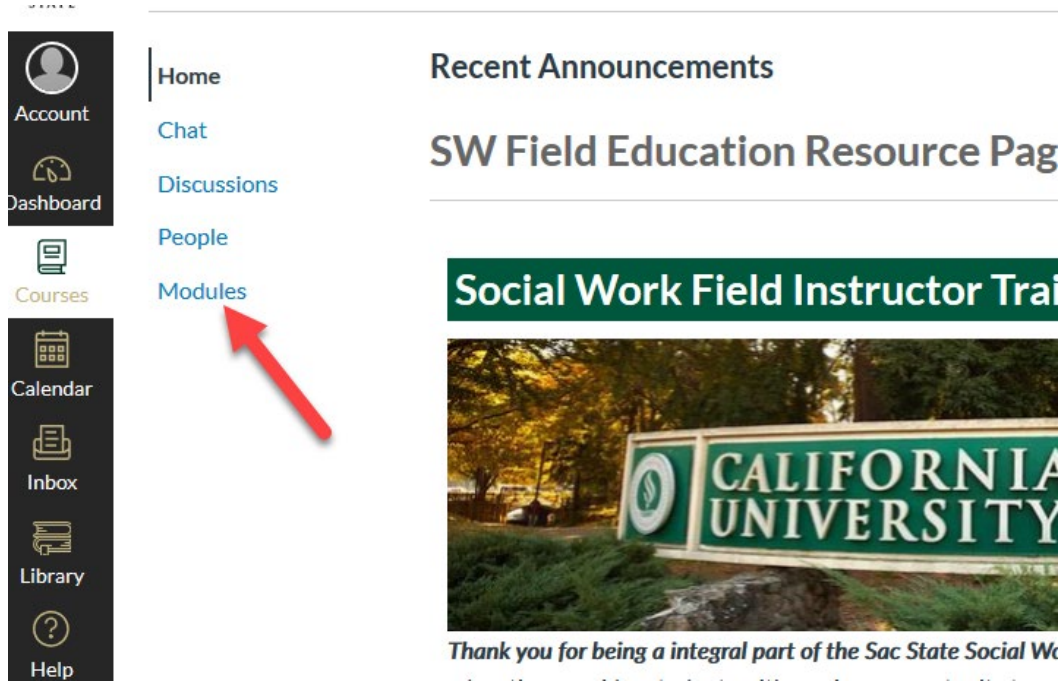 Account
Dashboard
Courses
Calendar
Inbox
Library
Help
Home
Chat
Discussions
People
Modules
Recent Announcements
SW Field Education Resource Pag
Social Work Field Instructor Trai
CALIFORNIA
UNIVERSITY
Thank you for being a integral part of the Sac State Social Wo